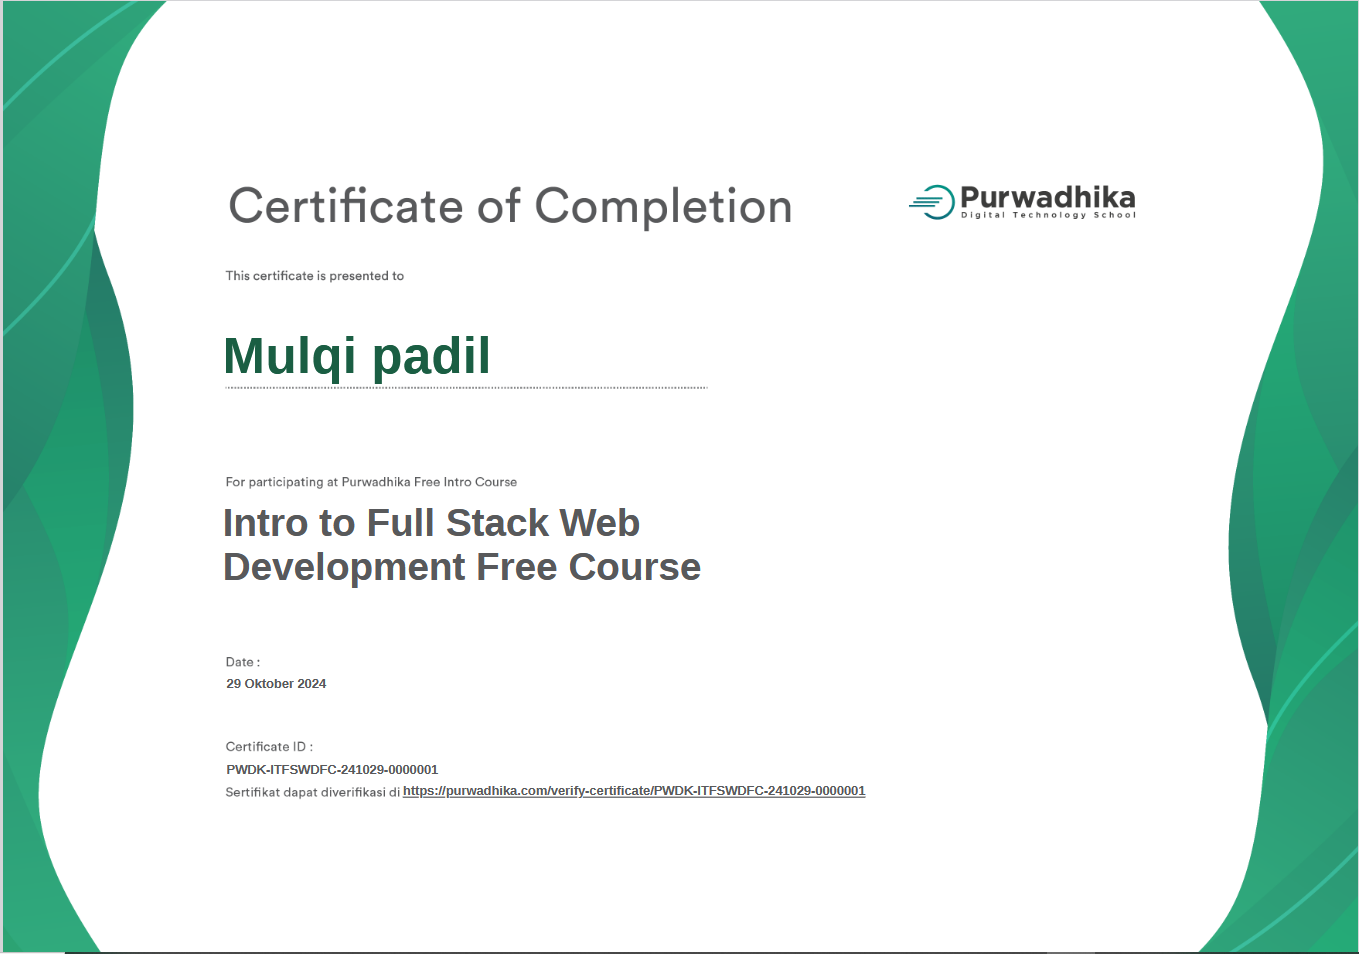 Certificate of Completion
Purwadhika
Digital Technology School
This certificate is presented to
Mulqi padil
For participating at Purwadhika Free Intro Course
Intro to Full Stack Web
Development Free Course
Date :
29 Oktober 2024
Certificate ID :
PWDK-ITFSWDFC-241029-0000001
Sertifikat dapat diverifikasi di https://purwadhika.com/verify-certificate/PWDK-ITFSWDFC-241029-0000001